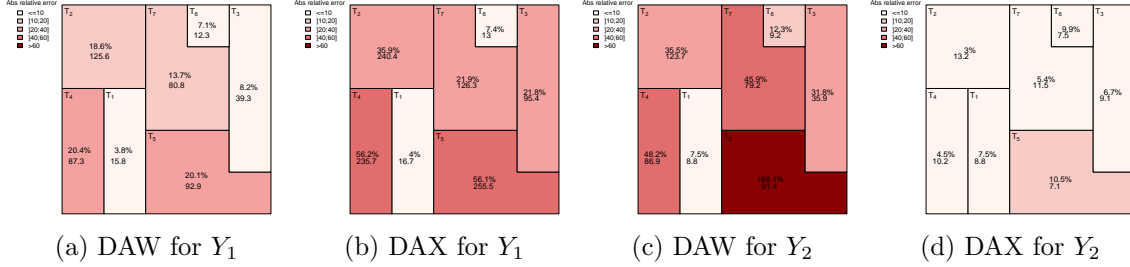 Abs relative error
<=10
]10;20]
]20;40]
]40;60]
>60
T2
18.6%
125.6
T7
13.7%
80.8
T6
7.1%
12.3
T3
8.2%
39.3
T4
20.4%
87.3
T1
3.8%
15.8
T5
20.1%
92.9
(a) DAW for Y1
Abs relative error
<=10
]10;20]
]20;40]
]40;60]
>60
T2
35.9%
240.4
T7
21.9%
126.3
T6
7.4%
13
T3
21.8%
95.4
T4
56.2%
235.7
T1
4%
16.7
T5
56.1%
255.5
(b) DAX for Y1
Abs relative error
<=10
]10;20]
]20;40]
]40;60]
>60
T2
35.5%
123.7
T7
45.9%
79.2
T6
12.3%
9.2
T3
31.8%
35.9
T4
48.2%
86.9
T1
7.5%
8.8
(c) DAW for Y2
Abs relative error
<=10
]10;20]
]20;40]
]40;60]
>60
T2
3%
13.2
T7
5.4%
11.5
T6
9.9%
7.5
T3
6.7%
9.1
T4
4.5%
10.2
T1
7.5%
8.8
T5
10.5%
7.1
(d) DAX for Y2